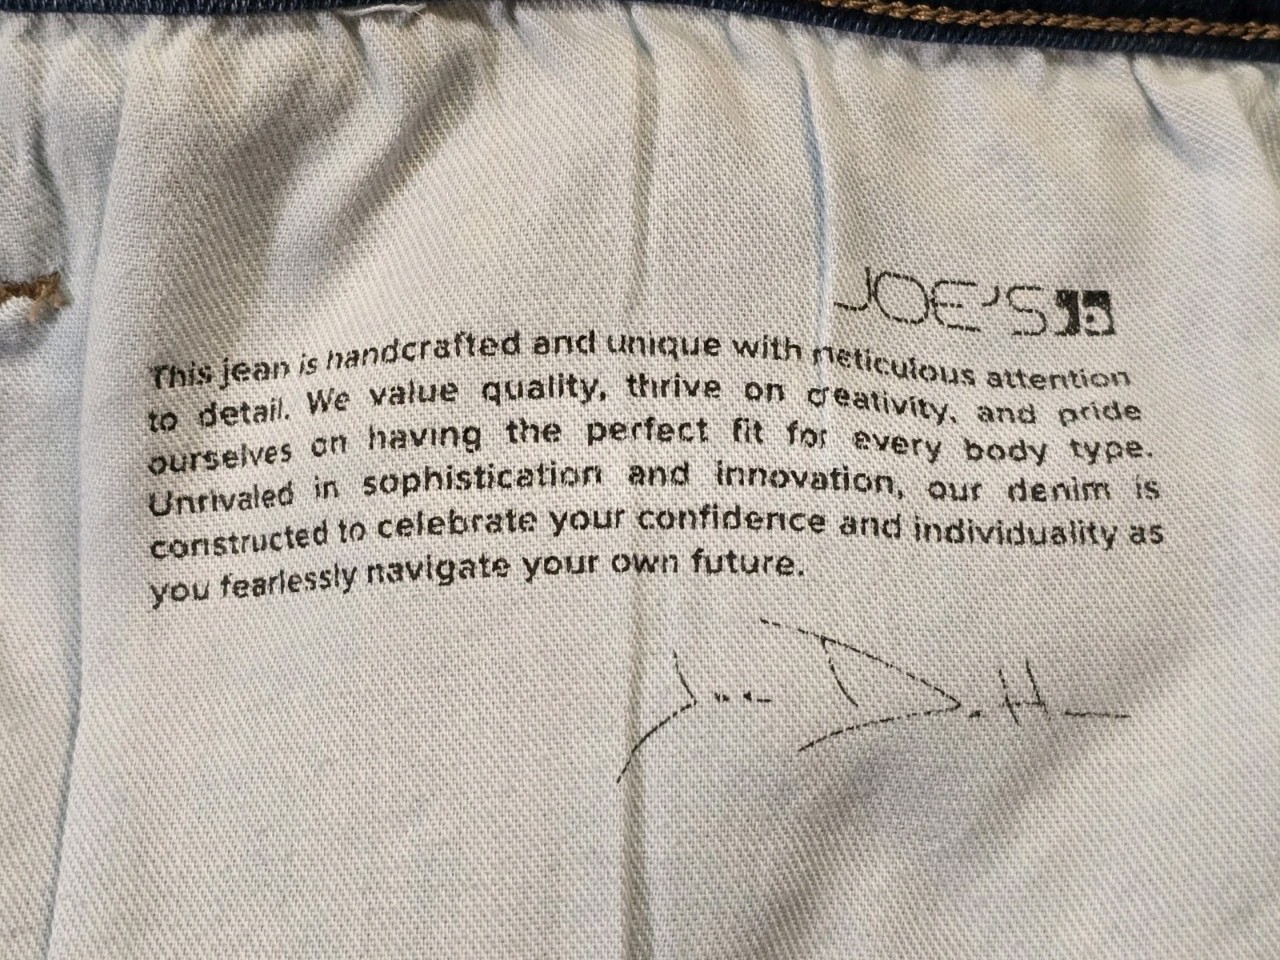 JOE'S
This jean is handcrafted and unique with meticulous attention
to detail. We value quality, thrive on creativity, and pride
ourselves on having the perfect fit for every body type.
Unrivaled in sophistication and innovation, our denim is
constructed to celebrate your confidence and individuality as
you fearlessly navigate your own future.